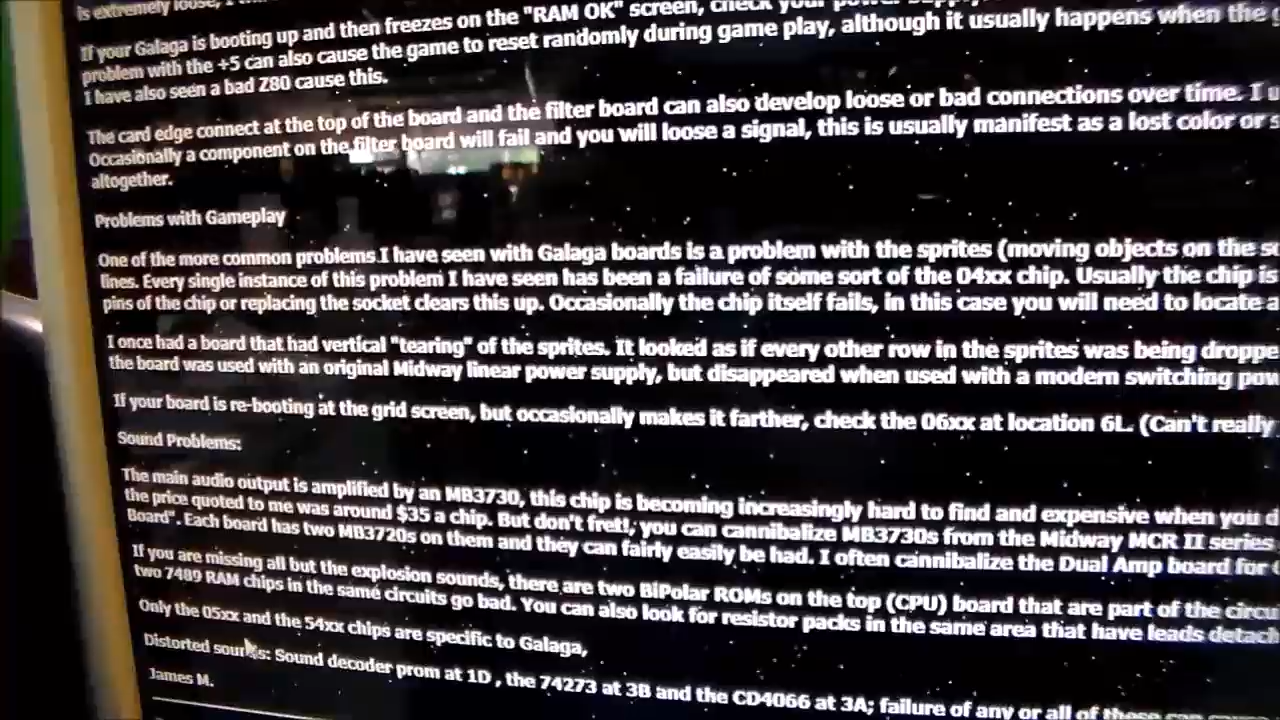 is extremely loose,
If your Galaga is booting up and then freezes on the "RAM OK" screen, check your power
problem with the +5 can also cause the game to reset randomly during game play, although it usually happens when the
I have also seen a bad Z80 cause this.
The card edge connect at the top of the board and the filter board can also develop loose or bad connections over time. I
Occasionally a component on the filter board will fail and you will loose a signal, this is usually manifest as a lost color or
altogether.
Problems with Gameplay
One of the more common problems I have seen with Galaga boards is a problem with the sprites (moving objects on the
lines. Every single instance of this problem I have seen has been a failure of some sort of the 04xx chip. Usually the chip is
pins of the chip or replacing the socket clears this up. Occasionally the chip itself fails, in this case you will need to locate a
I once had a board that had vertical "tearing" of the sprites. It looked as if every other row in the sprites was being droppe
the board was used with an original Midway linear power supply, but disappeared when used with a modern switching pow
If your board is re-booting at the grid screen, but occasionally makes it farther, check the 06xx at location 6L. (Can't really
Sound Problems:
The main audio output is amplified by an MB3730, this chip is becoming increasingly hard to find and expensive when you d
the price quoted to me was around $35 a chip. But don't fret!, you can cannibalize MB3730s from the Midway MCR II series
Board". Each board has two MB3720s on them and they can fairly easily be had. I often cannibalize the Dual Amp board for
If you are missing all but the explosion sounds, there are two BiPolar ROMs on the top (CPU) board that are part of the circu
two 7489 RAM chips in the same circuits go bad. You can also look for resistor packs in the same area that have leads detach
Only the 05xx and the 54xx chips are specific to Galaga,
Distorted sounds: Sound decoder prom at 1D , the 74273 at 3B and the CD4066 at 3A; failure of any or all of these can
James M.